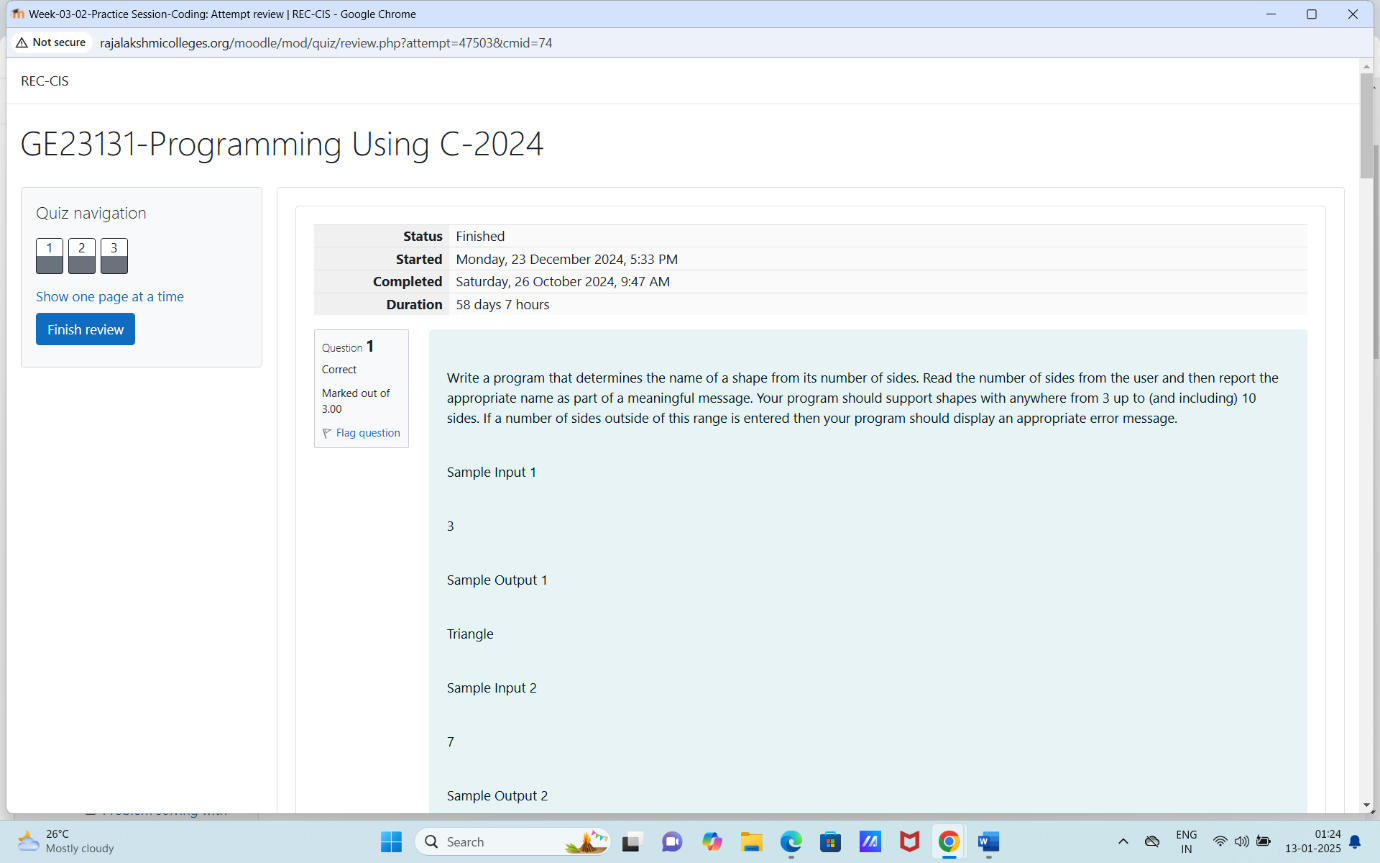 Week-03-02-Practice Session-Coding: Attempt review | REC-CIS - Google Chrome
Not secure rajalakshmicolleges.org/moodle/mod/quiz/review.php?attempt=47503&cmid=74
REC-CIS
GE23131-Programming Using C-2024
Quiz navigation
1 2 3
Show one page at a time
Finish review
Status Finished
Started Monday, 23 December 2024, 5:33 PM
Completed Saturday, 26 October 2024, 9:47 AM
Duration 58 days 7 hours
Question 1
Correct
Marked out of
3.00
Flag question
Write a program that determines the name of a shape from its number of sides. Read the number of sides from the user and then report the
appropriate name as part of a meaningful message. Your program should support shapes with anywhere from 3 up to (and including) 10
sides. If a number of sides outside of this range is entered then your program should display an appropriate error message.
Sample Input 1
3
Sample Output 1
Triangle
Sample Input 2
7
Sample Output 2
26°C
Mostly cloudy
Search
ENG
IN
01:24
13-01-2025